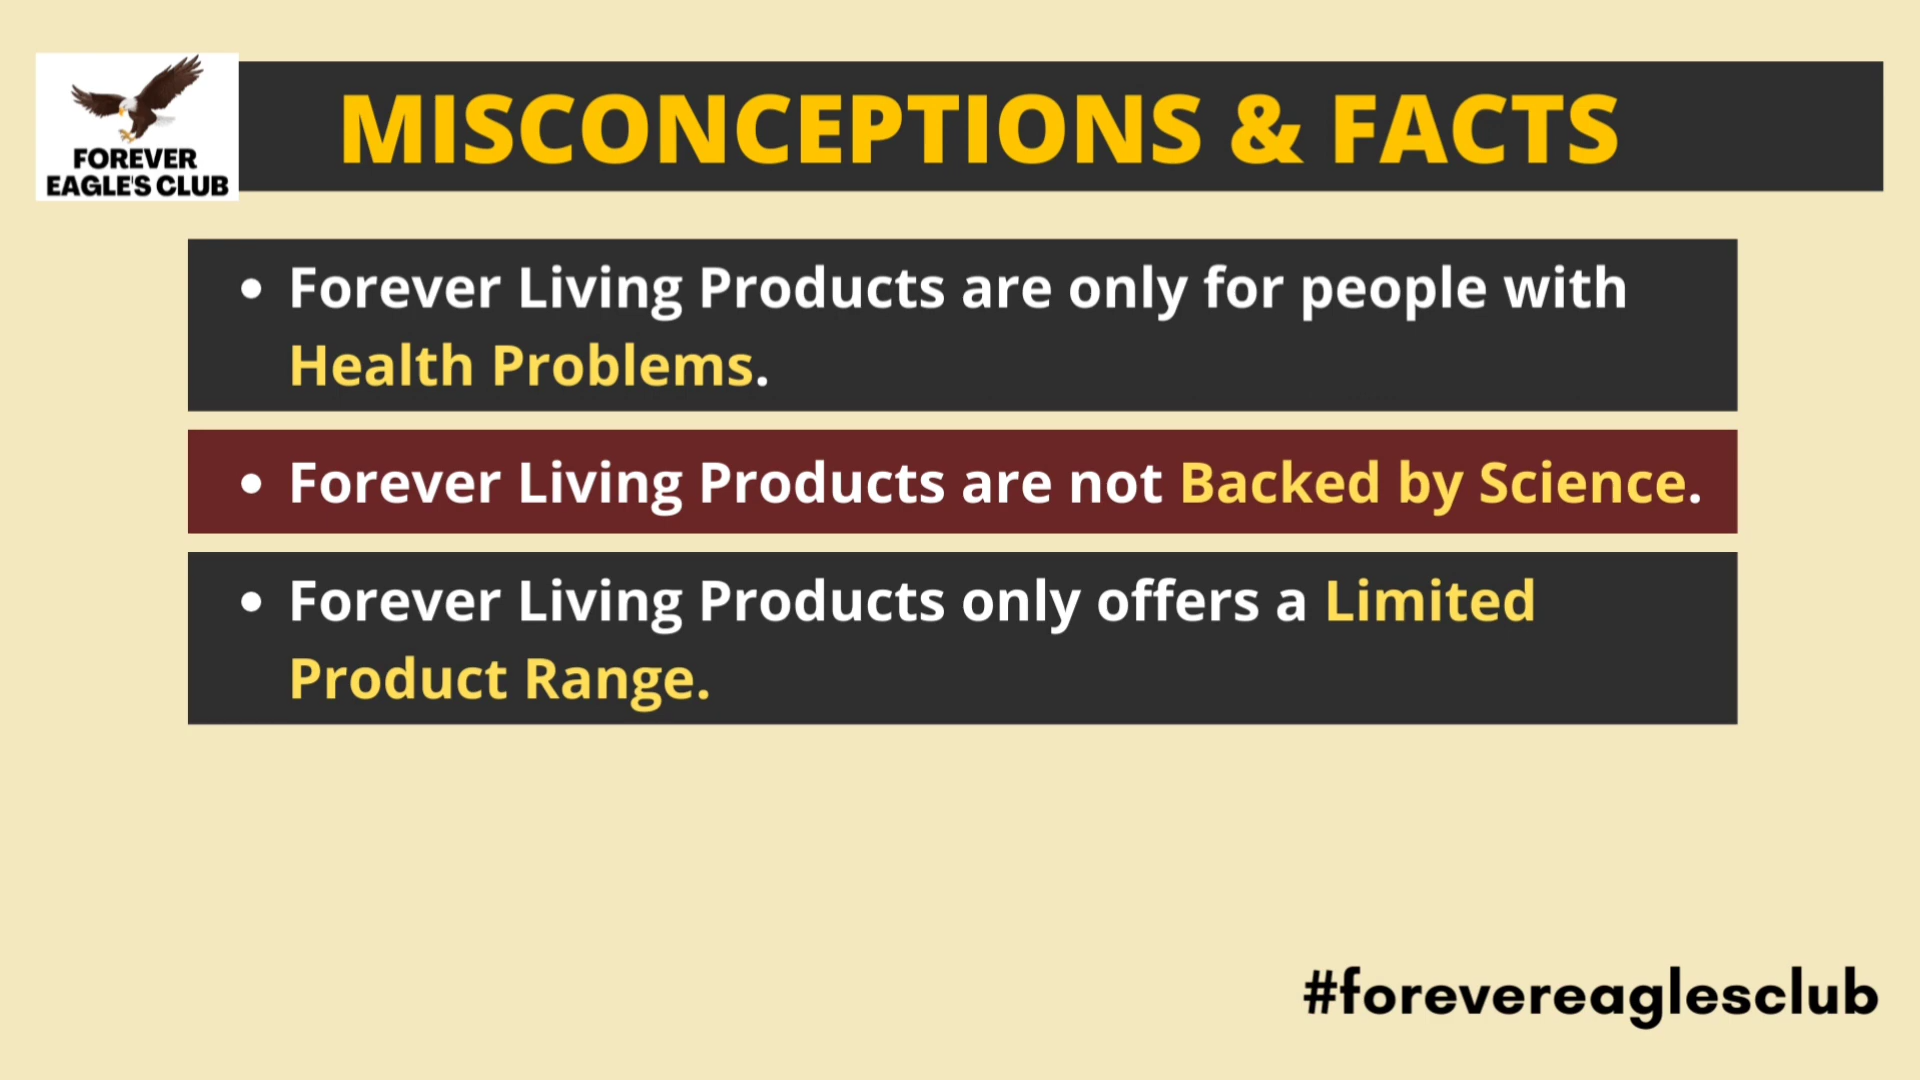 FOREVER
EAGLE'S CLUB
MISCONCEPTIONS & FACTS
• Forever Living Products are only for people with
Health Problems.
• Forever Living Products are not Backed by Science.
• Forever Living Products only offers a Limited
Product Range.
#forevereaglesclub